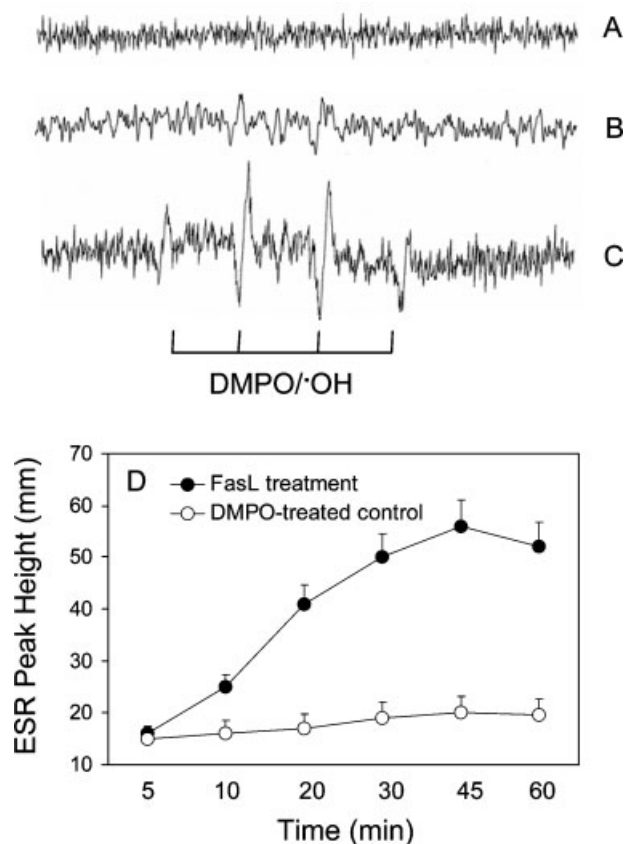 A
B
C
DMPO/·OH
D
FasL treatment
DMPO-treated control
ESR Peak Height (mm)
70
60
50
40
30
20
10
5 10 20 30 45 60
Time (min)